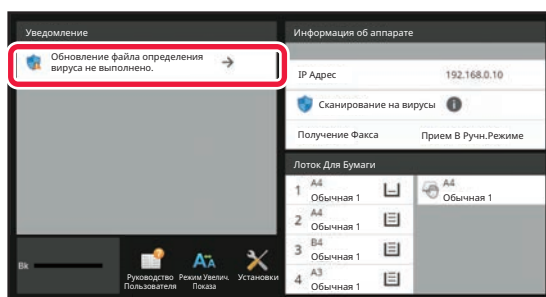 Уведомление
Обновление файла определения
вируса не выполнено.
Информация об аппарате
IP Адрес
192.168.0.10
Сканирование на вирусы
Получение Факса
Прием В Ручн.Режиме
Лоток Для Бумаги
1
A4
Обычная 1
A4
Обычная 1
2
A4
Обычная 1
3
B4
Обычная 1
4
A3
Обычная 1
Bk
Руководство
Пользователя
Режим Увелич.
Показа
Установки